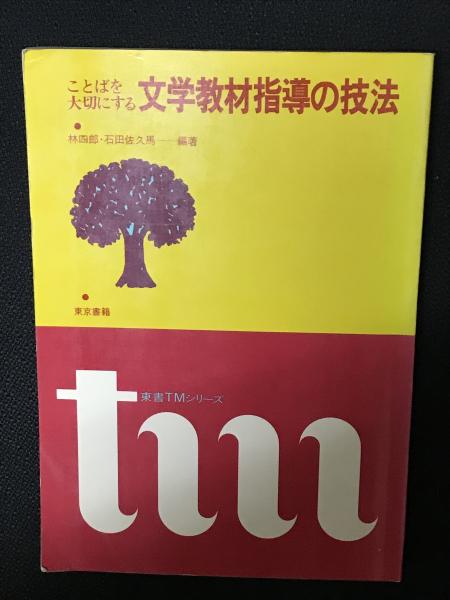 ことばを
大切にする
文学教材指導の技法
林四郎・石田佐久馬——編著
東京書籍
東書TMシリーズ
tm